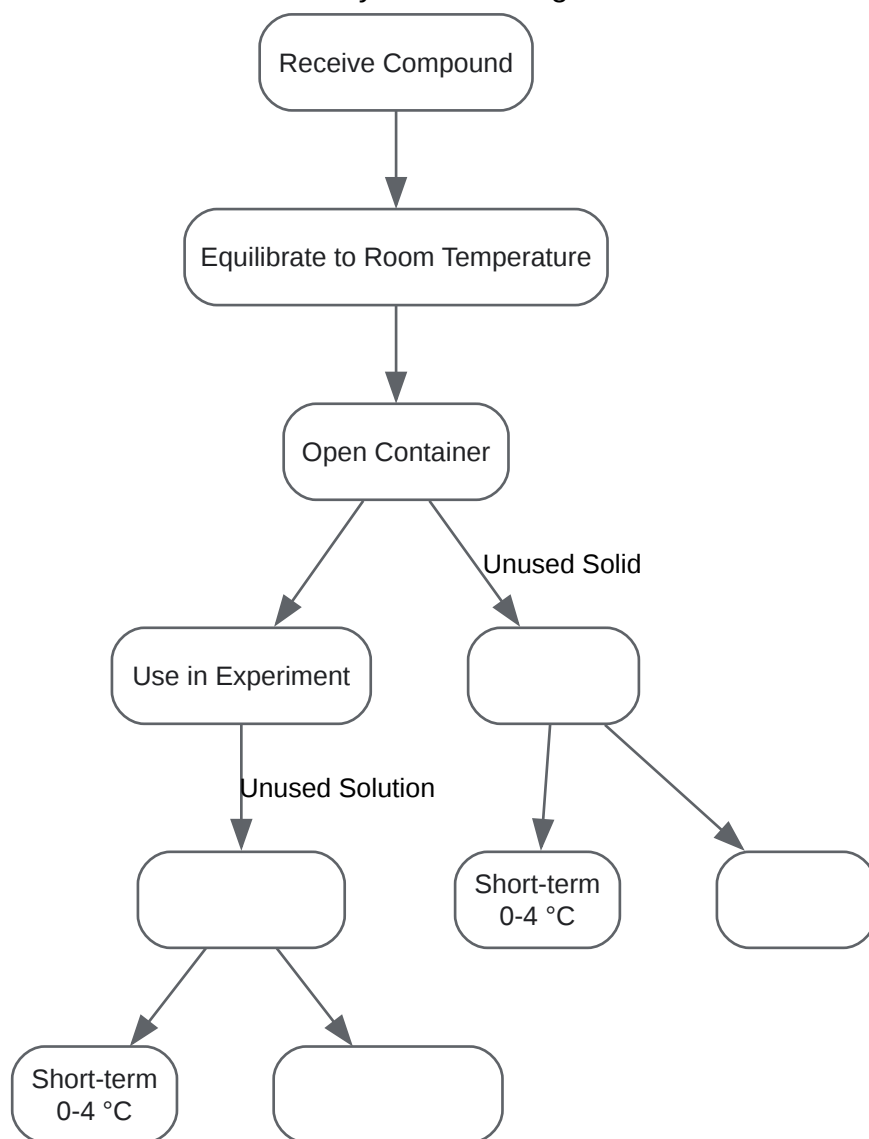 Receive Compound
Equilibrate to Room Temperature
Open Container
Unused Solid
Use in Experiment
Unused Solution
Short-term
0-4 °C
Short-term
0-4 °C